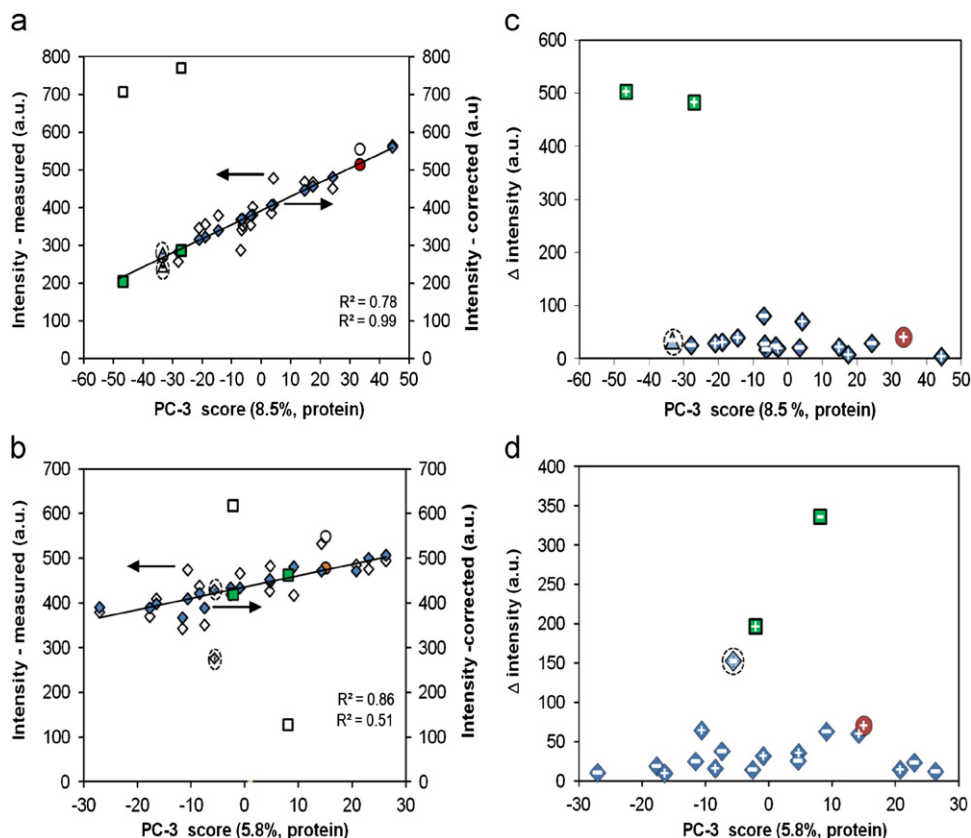 a
c
800
700
600
500
400
300
200
100
0
800
700
600
500
400
300
200
100
0
Intensity - measured (a.u.)
Intensity - corrected (a.u)
R² = 0.78
R² = 0.99
-60 -50 -40 -30 -20 -10 0 10 20 30 40 50
PC-3 score (8.5%, protein)
600
500
400
300
200
100
0
Δ intensity (a.u.)
-60 -50 -40 -30 -20 -10 0 10 20 30 40 50
PC-3 score (8.5 %, protein)
b
d
700
600
500
400
300
200
100
0
700
600
500
400
300
200
100
0
Intensity - measured (a.u.)
Intensity -corrected (a.u.)
R² = 0.86
R² = 0.51
-30 -20 -10 0 10 20 30
PC-3 score (5.8%, protein)
400
350
300
250
200
150
100
50
0
Δ intensity (a.u.)
-30 -20 -10 0 10 20 30
PC-3 score (5.8%, protein)